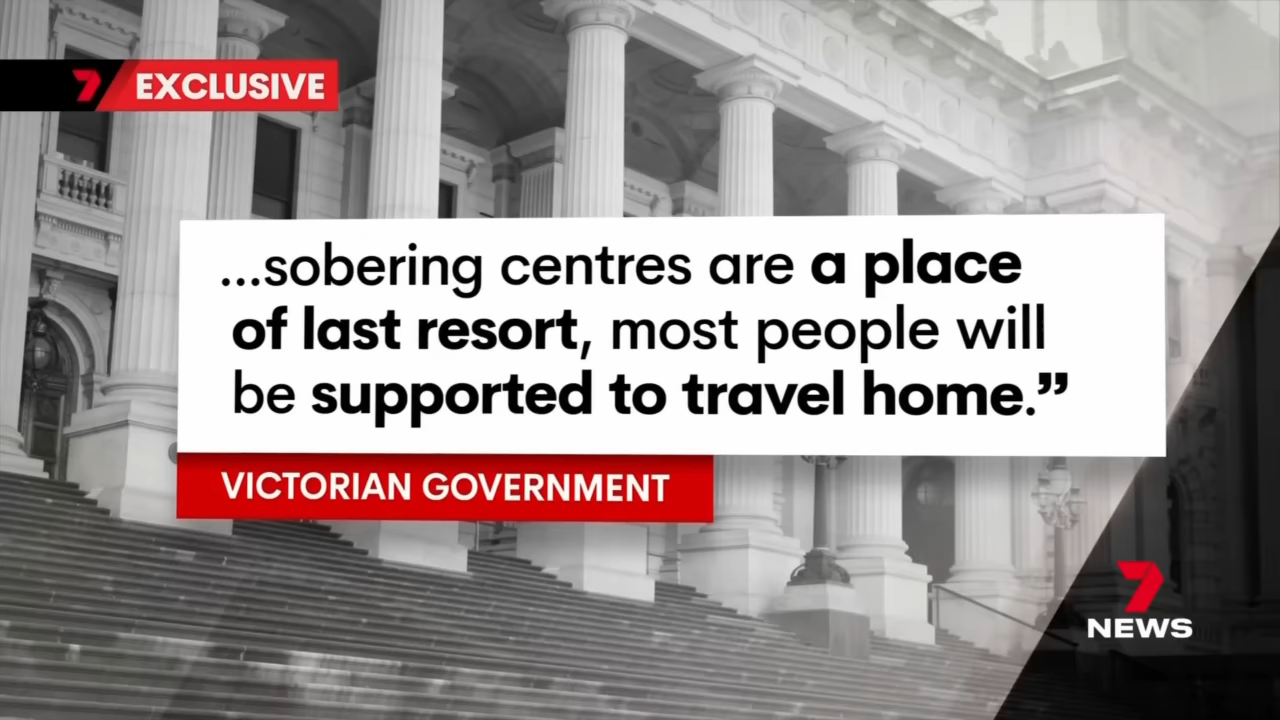 7 EXCLUSIVE
...sobering centres are a place
of last resort, most people will
be supported to travel home.”
VICTORIAN GOVERNMENT
7
NEWS